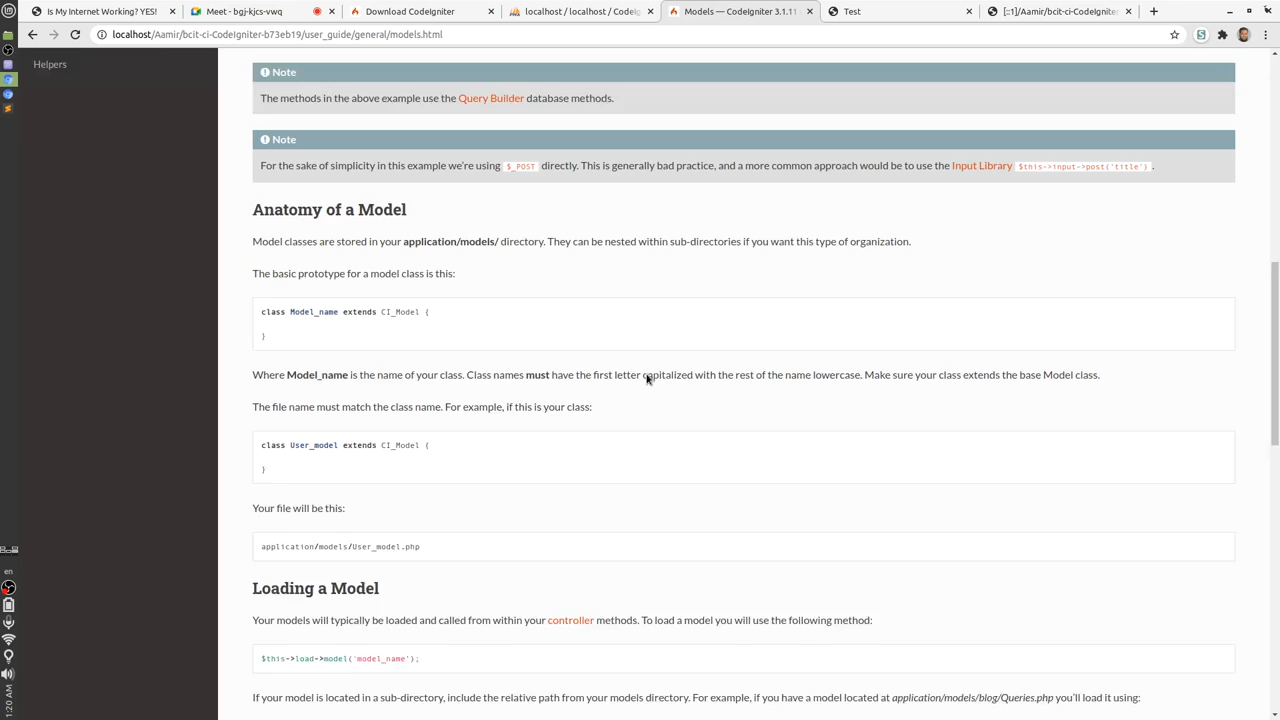 Is My Internet Working? YES!
Meet - bgj-kjcs-vwq
Download CodeIgniter
localhost / localhost / CodeIg
Models — CodeIgniter 3.1.11
Test
[::1]/Aamir/bcit-ci-CodeIgniter
localhost/Aamir/bcit-ci-CodeIgniter-b73eb19/user_guide/general/models.html
Helpers
Note
The methods in the above example use the Query Builder database methods.
Note
For the sake of simplicity in this example we're using $_POST directly. This is generally bad practice, and a more common approach would be to use the Input Library $this->input->post('title') .
Anatomy of a Model
Model classes are stored in your application/models/ directory. They can be nested within sub-directories if you want this type of organization.
The basic prototype for a model class is this:
class Model_name extends CI_Model {
}
Where Model_name is the name of your class. Class names must have the first letter capitalized with the rest of the name lowercase. Make sure your class extends the base Model class.
The file name must match the class name. For example, if this is your class:
class User_model extends CI_Model {
}
Your file will be this:
application/models/User_model.php
Loading a Model
Your models will typically be loaded and called from within your controller methods. To load a model you will use the following method:
$this->load->model('model_name');
If your model is located in a sub-directory, include the relative path from your models directory. For example, if you have a model located at application/models/blog/Queries.php you'll load it using:
en
1:20 AM